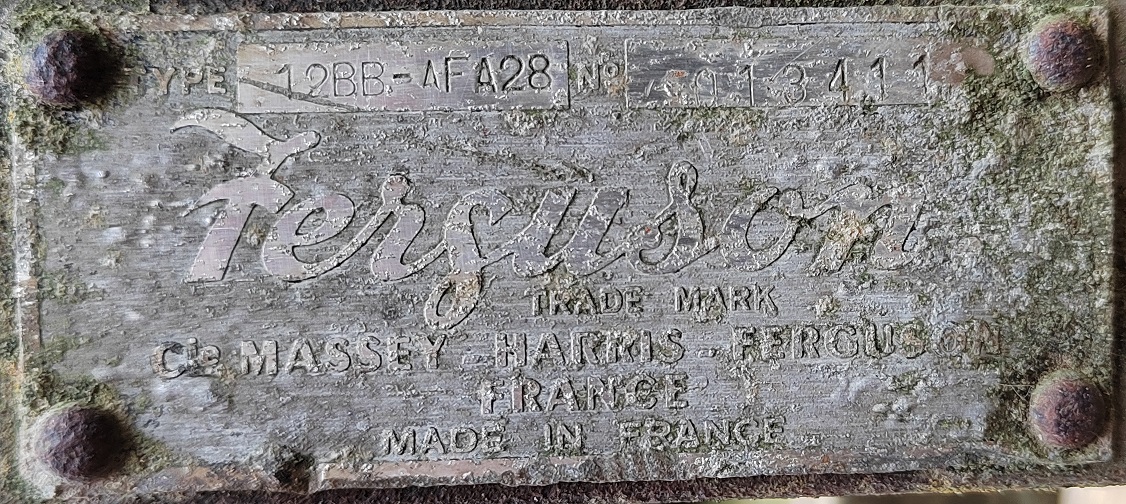 TYPE 12BB-AFA28 No 013411
Ferguson
TRADE MARK
Cie MASSEY - HARRIS - FERGUSON
FRANCE
MADE IN FRANCE